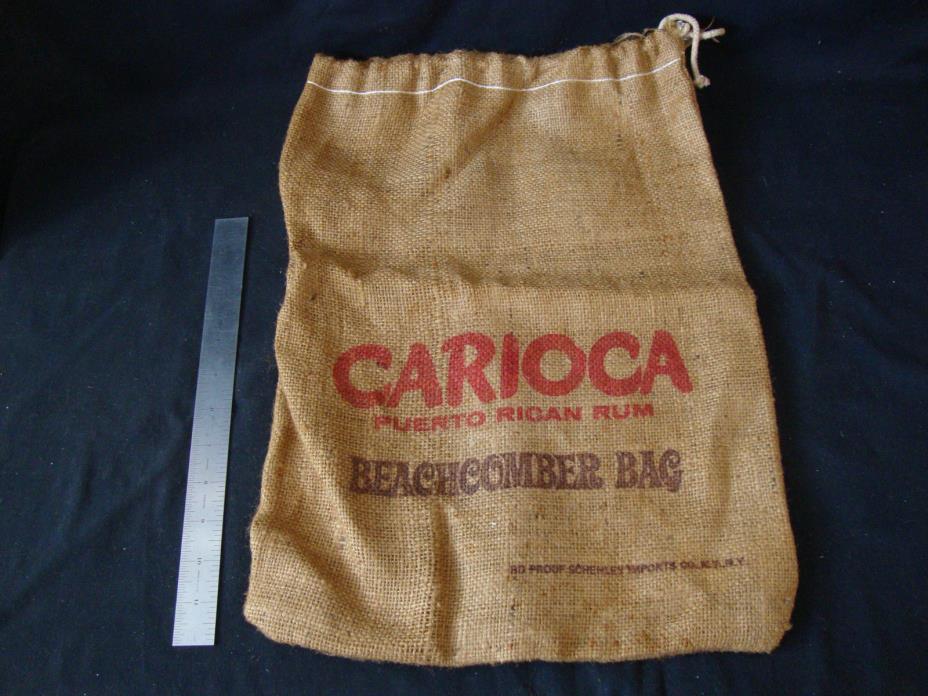 CARIOCA
PUERTO RICAN RUM
BEACHCOMBER BAG
80 PROOF SCHENLEY IMPORTS CO., N.Y., N.Y.